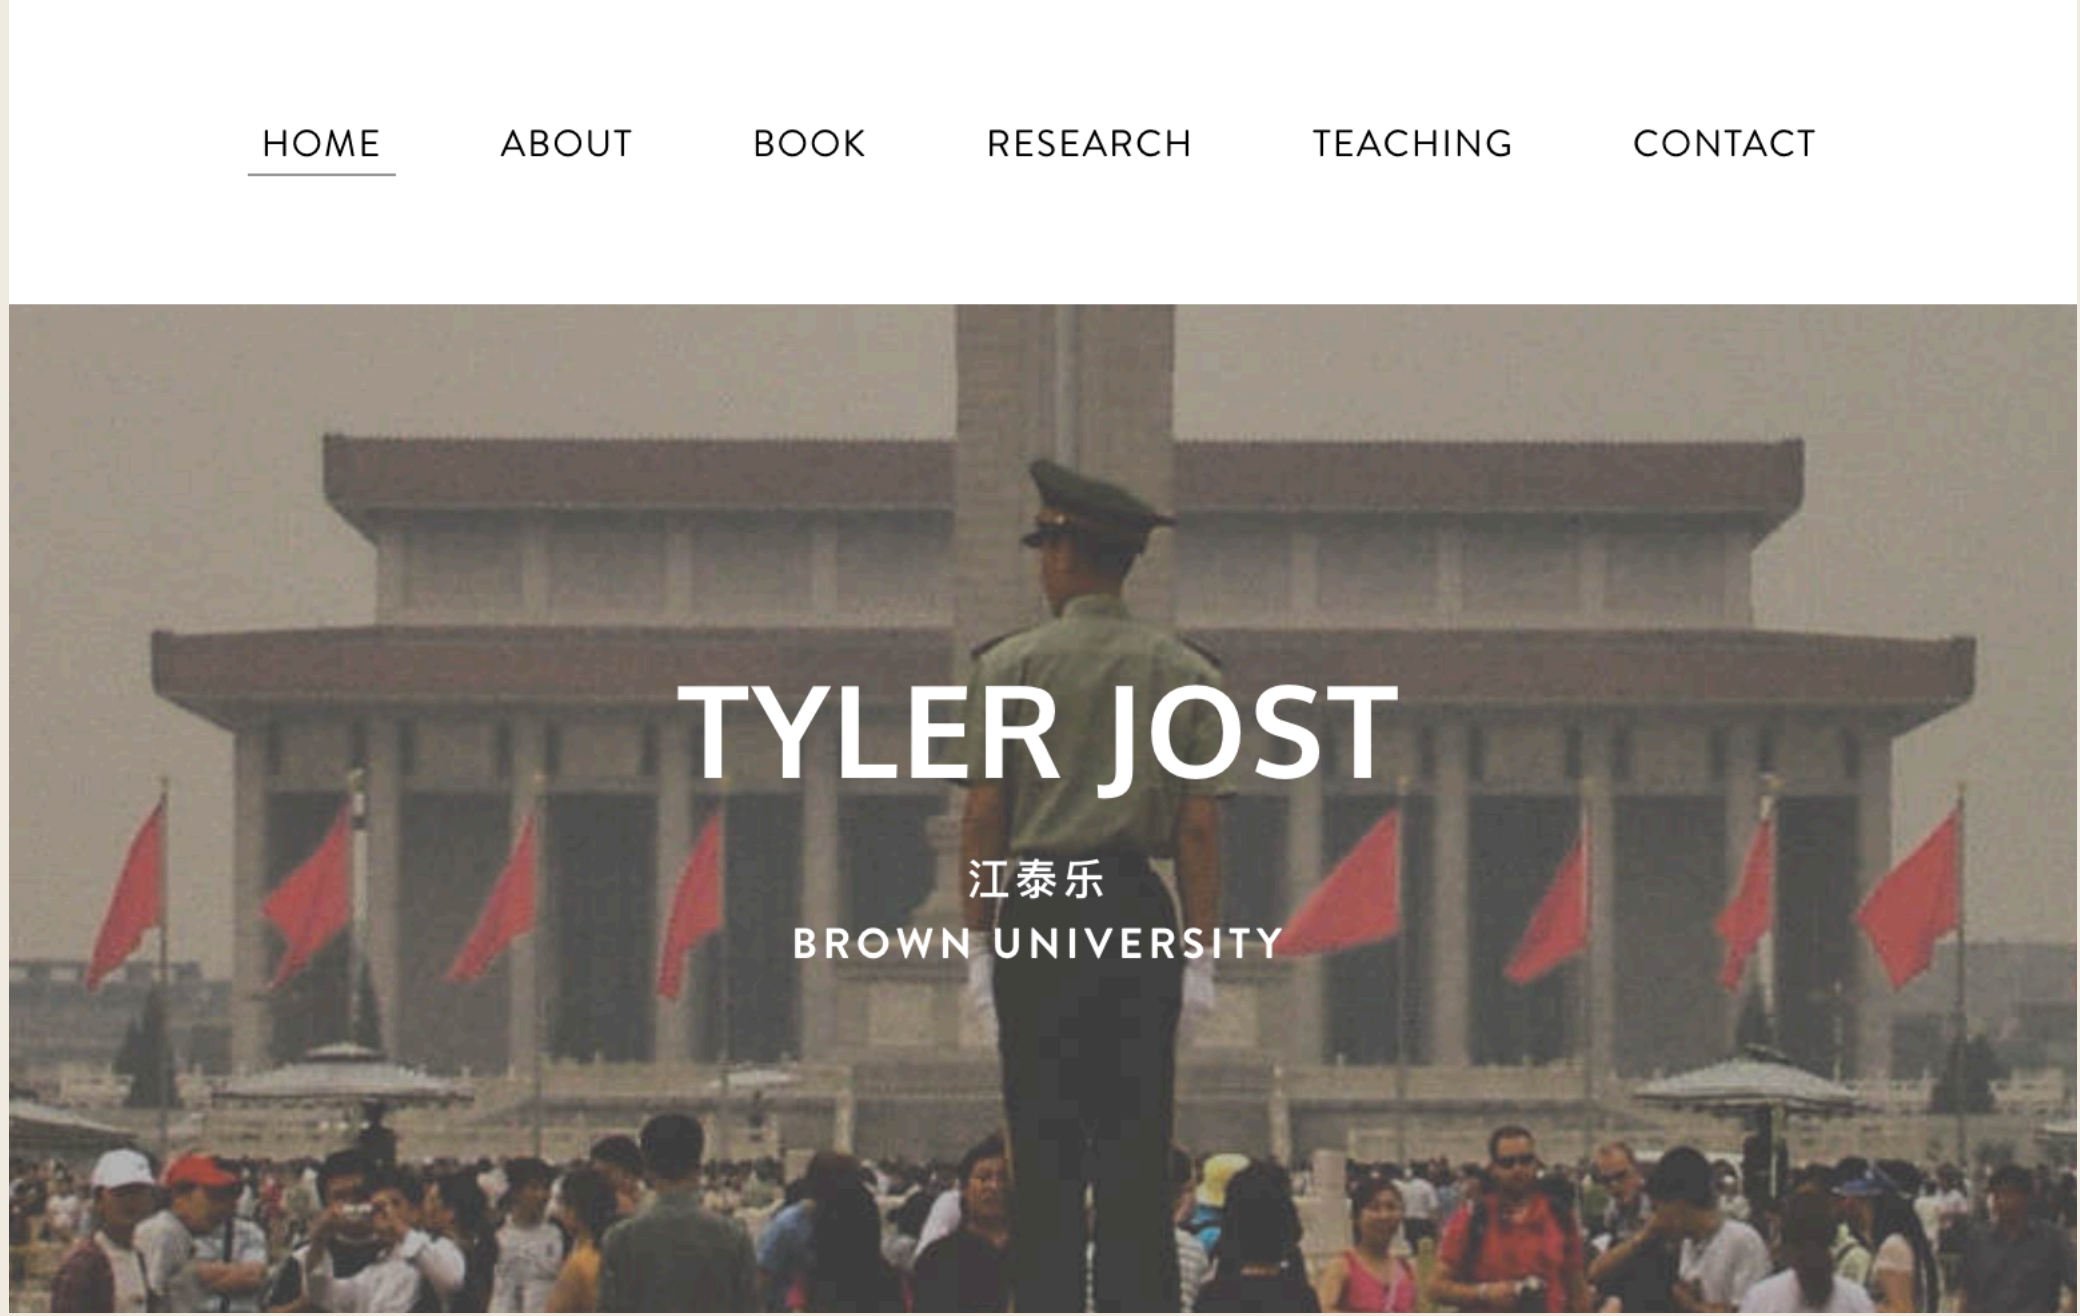 HOME ABOUT BOOK RESEARCH TEACHING CONTACT
TYLER JOST
江泰乐
BROWN UNIVERSITY